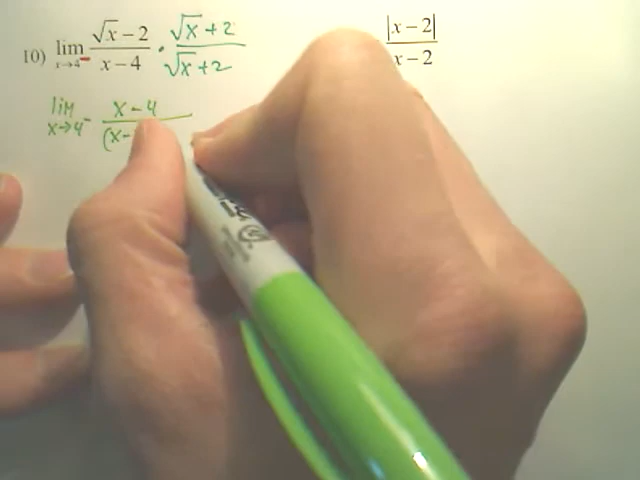 10) lim x→4⁻ (√x − 2)/(x − 4) · (√x + 2)/(√x + 2)
|x − 2|/(x − 2)
lim x→4⁻ (x − 4)/(x −